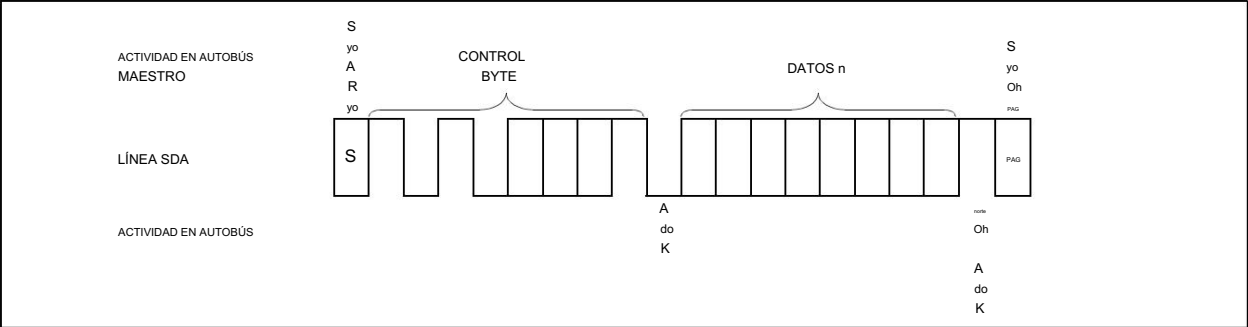 ACTIVIDAD EN AUTOBÚS
MAESTRO
S
yo
A
R
yo
CONTROL
BYTE
DATOS n
S
yo
Oh
PAG
LÍNEA SDA
S
PAG
ACTIVIDAD EN AUTOBÚS
A
do
K
norte
Oh
A
do
K